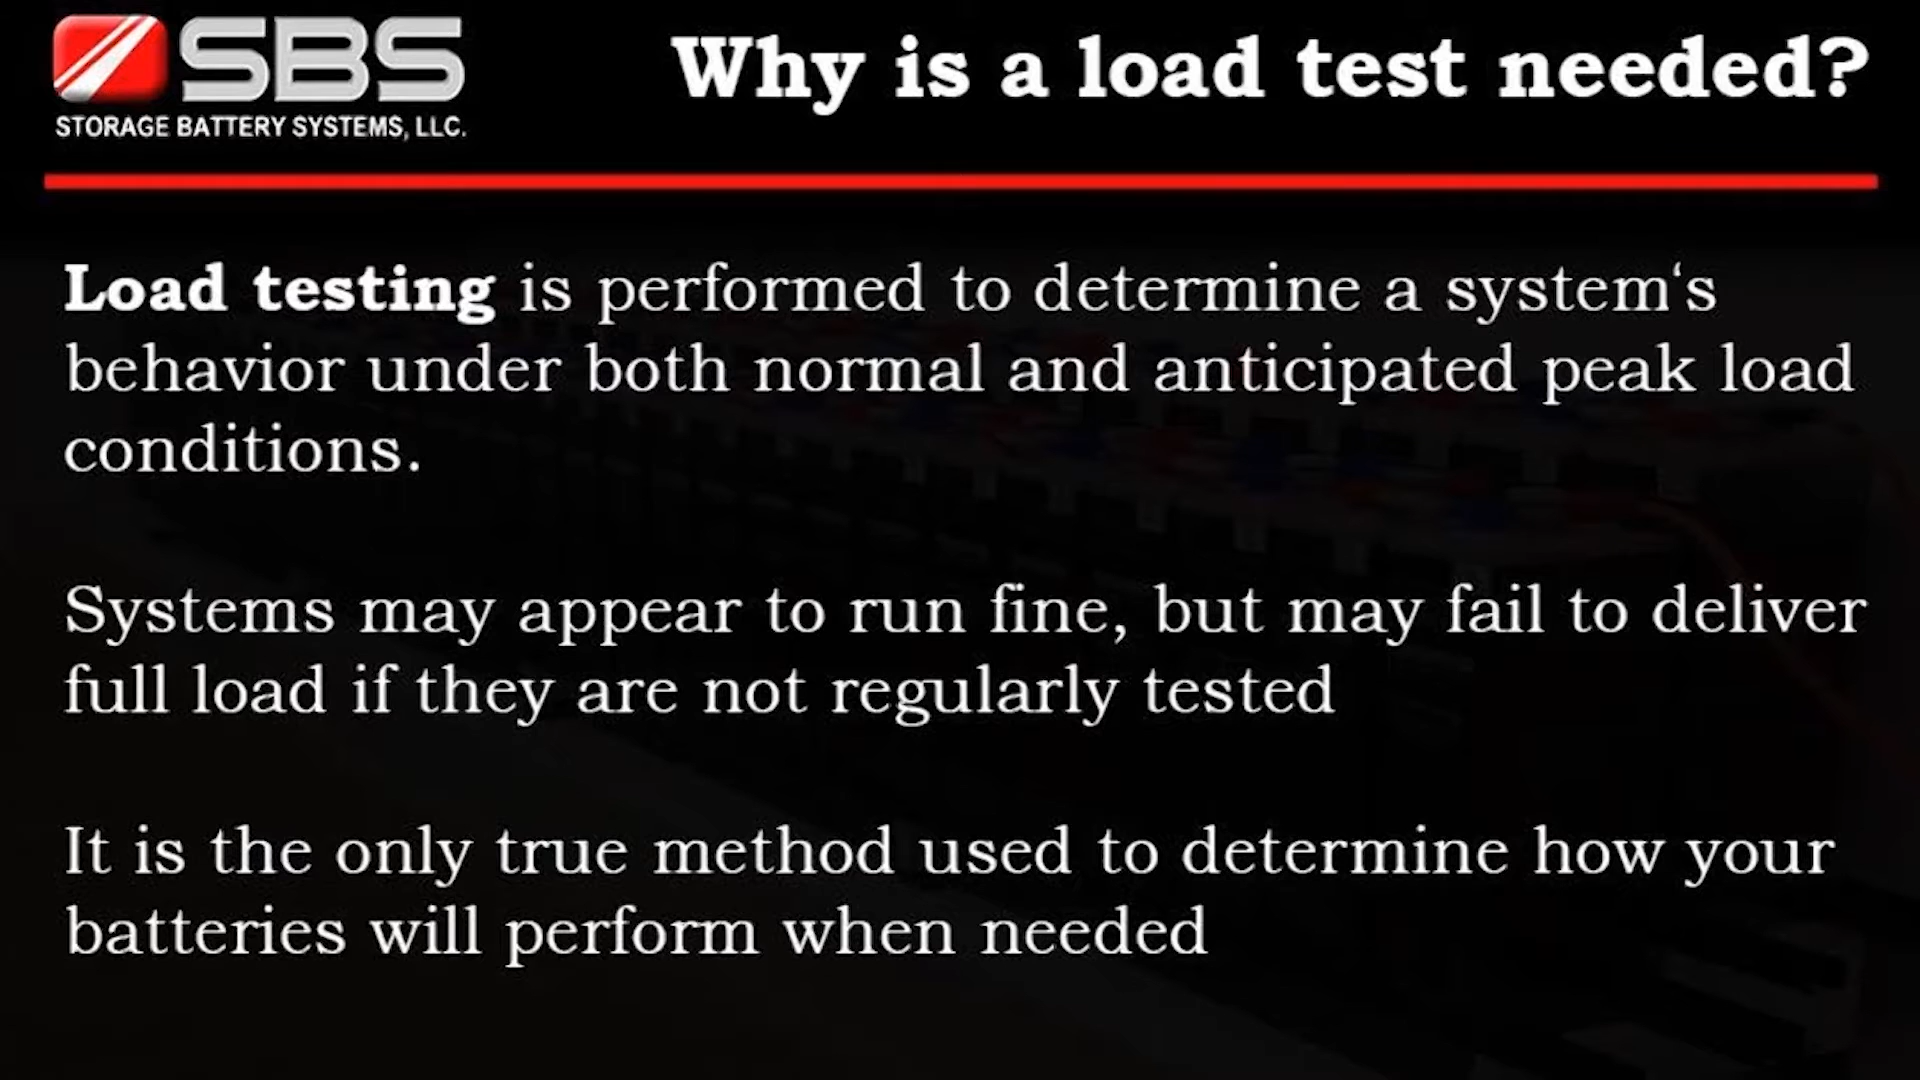 SBS
STORAGE BATTERY SYSTEMS, LLC.
Why is a load test needed?
Load testing is performed to determine a system‘s
behavior under both normal and anticipated peak load
conditions.
Systems may appear to run fine, but may fail to deliver
full load if they are not regularly tested
It is the only true method used to determine how your
batteries will perform when needed